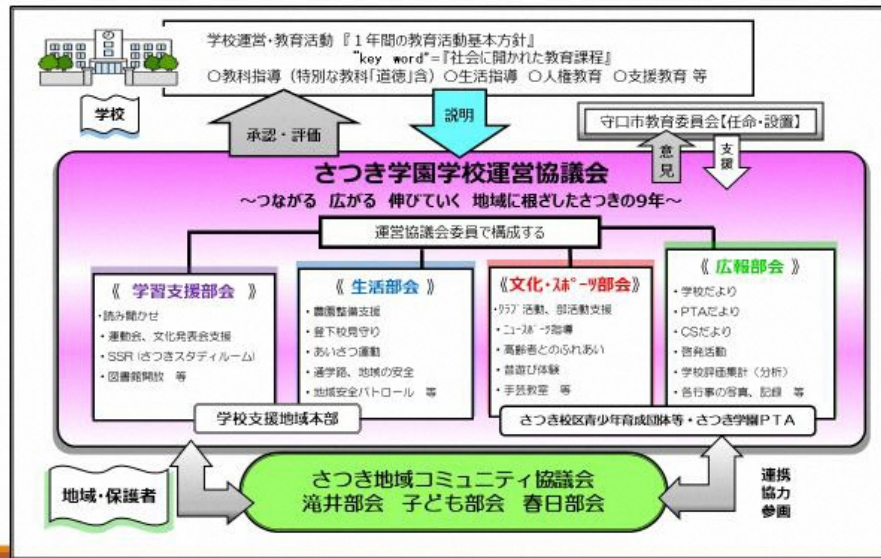 学校運営・教育活動 『１年間の教育活動基本方針』
"key word"=『社会に開かれた教育課程』
○教科指導（特別な教科「道徳」含）○生活指導 ○人権教育 ○支援教育 等
学校
承認・評価
説明
守口市教育委員会【任命・設置】
意見
支援
さつき学園学校運営協議会
～つながる 広がる 伸びていく 地域に根ざしたさつきの9年～
運営協議会委員で構成する
《 学習支援部会 》
・読み聞かせ
・運動会、文化発表会支援
・SSR（さつきスタディルーム）
・図書館開放 等
《 生活部会 》
・農園整備支援
・登下校見守り
・あいさつ運動
・通学路、地域の安全
・地域安全パトロール 等
《文化・ｽﾎﾟｰﾂ部会》
・ｸﾗﾌﾞ活動、部活動支援
・ﾆｭｰｽﾎﾟｰﾂ指導
・高齢者とのふれあい
・昔遊び体験
・手芸教室 等
《 広報部会 》
・学校だより
・PTAだより
・CSだより
・啓発活動
・学校評価集計（分析）
・各行事の写真、記録 等
学校支援地域本部
さつき校区青少年育成団体等・さつき学園ＰＴＡ
地域・保護者
さつき地域コミュニティ協議会
滝井部会 子ども部会 春日部会
連携
協力
参画